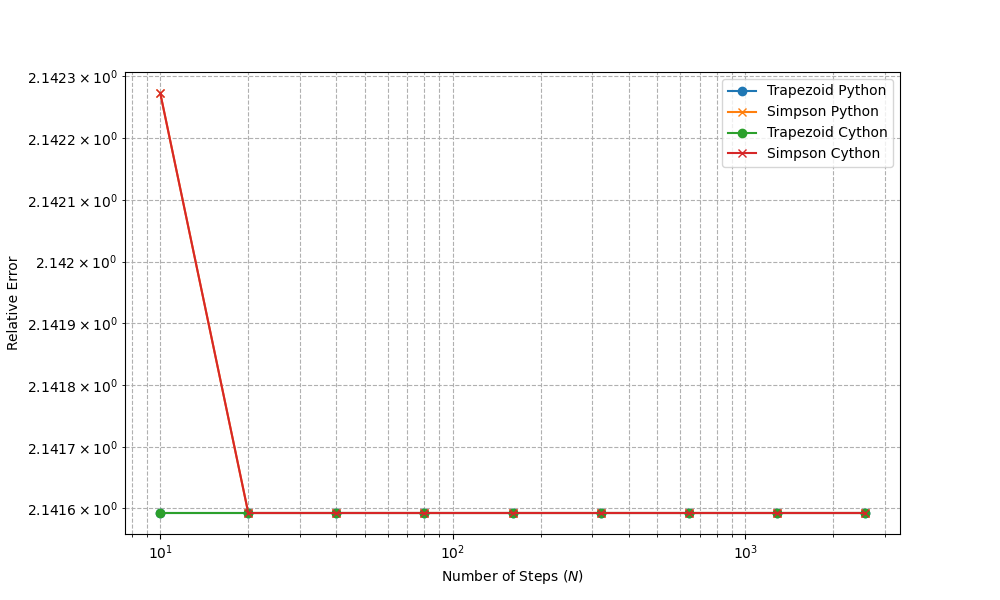 2.1423 × 10⁰
2.1422 × 10⁰
2.1421 × 10⁰
2.142 × 10⁰
2.1419 × 10⁰
2.1418 × 10⁰
2.1417 × 10⁰
2.1416 × 10⁰
Relative Error
Trapezoid Python
Simpson Python
Trapezoid Cython
Simpson Cython
10¹
10²
10³
Number of Steps (N)